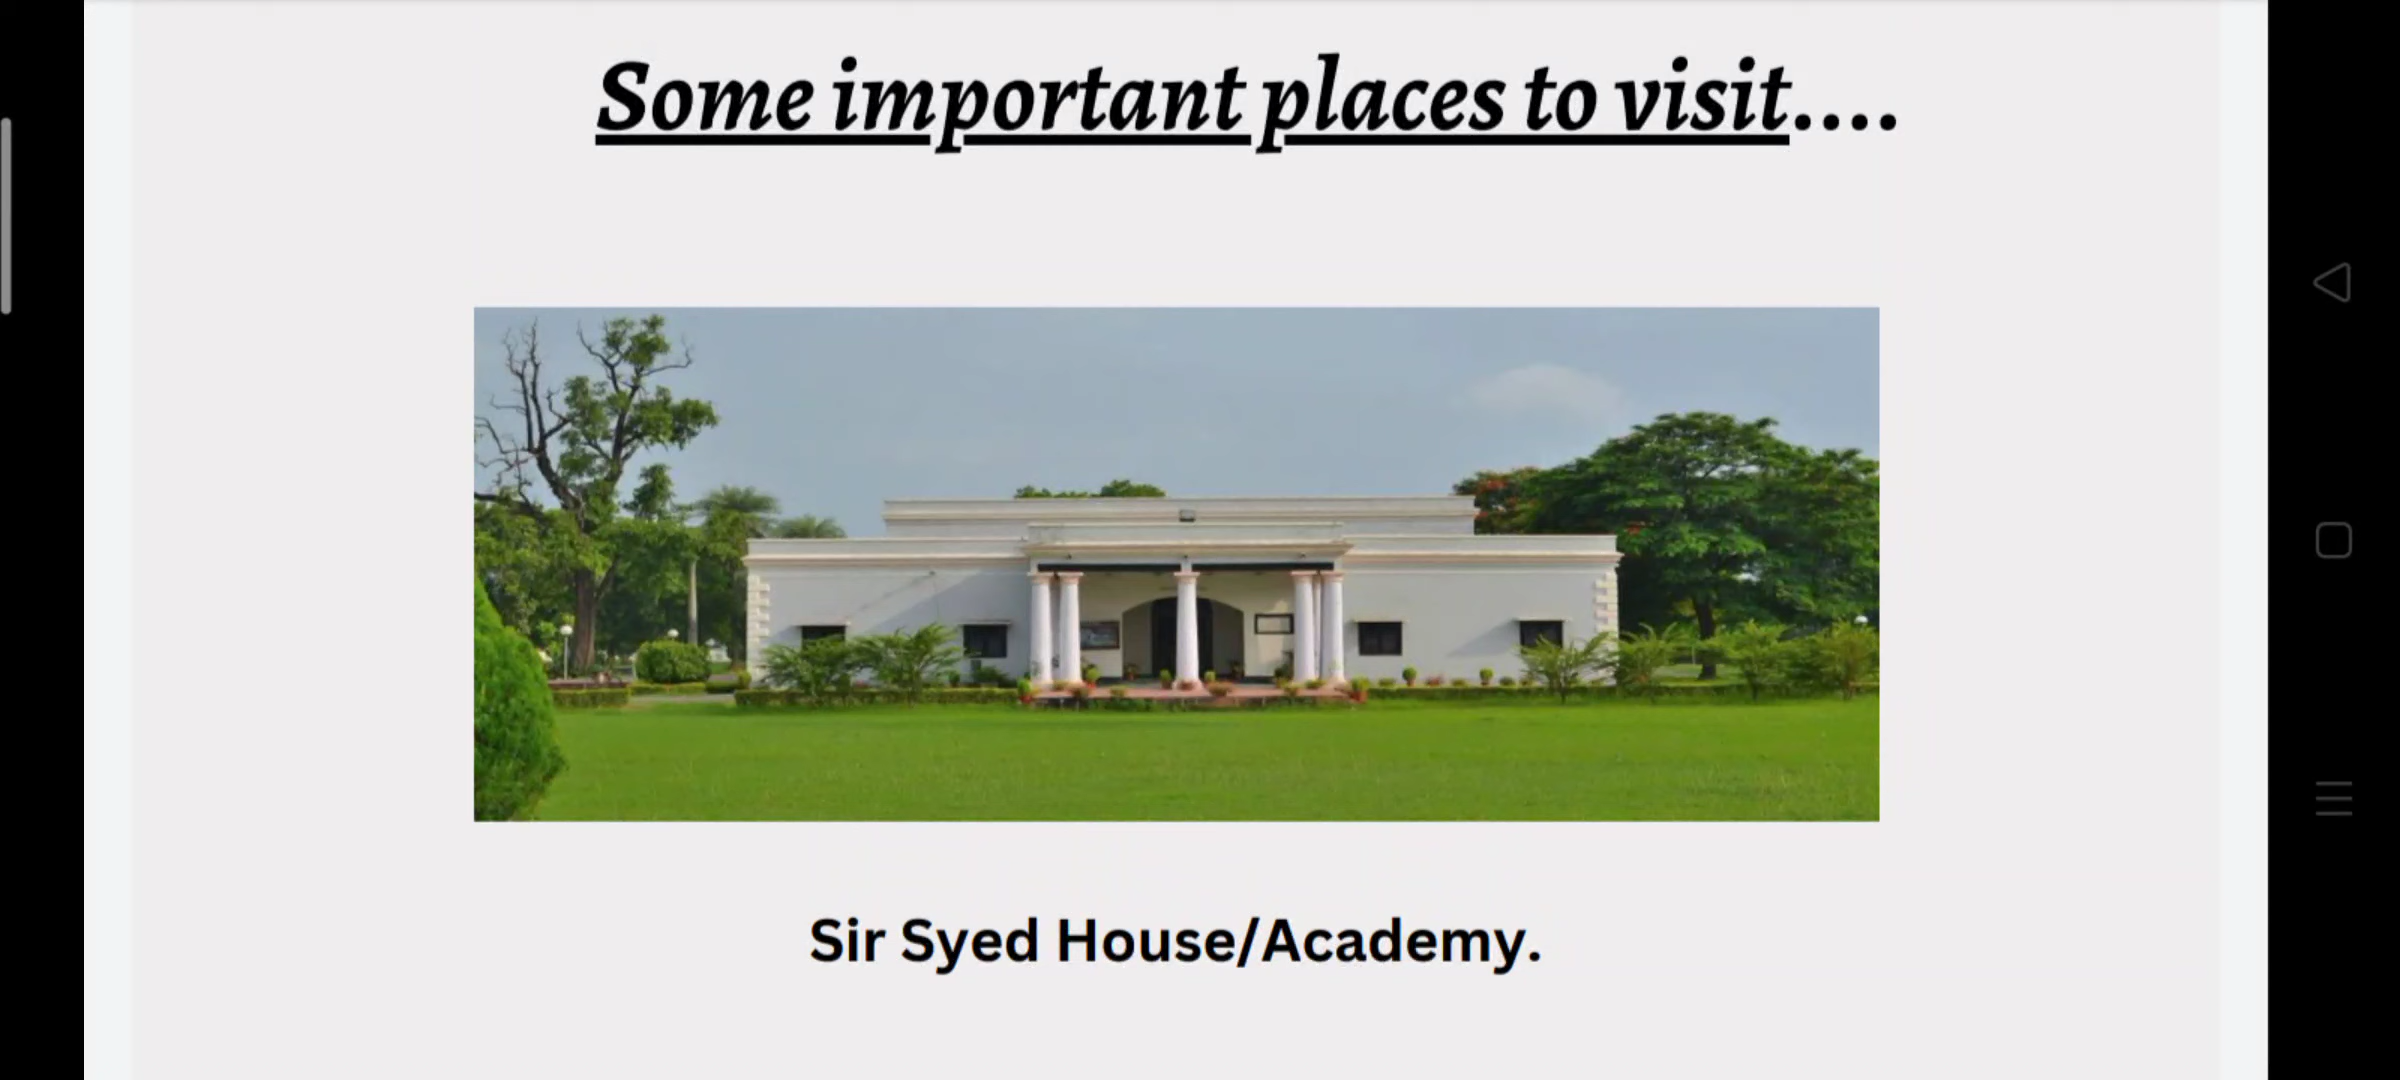 Some important places to visit....
Sir Syed House/Academy.